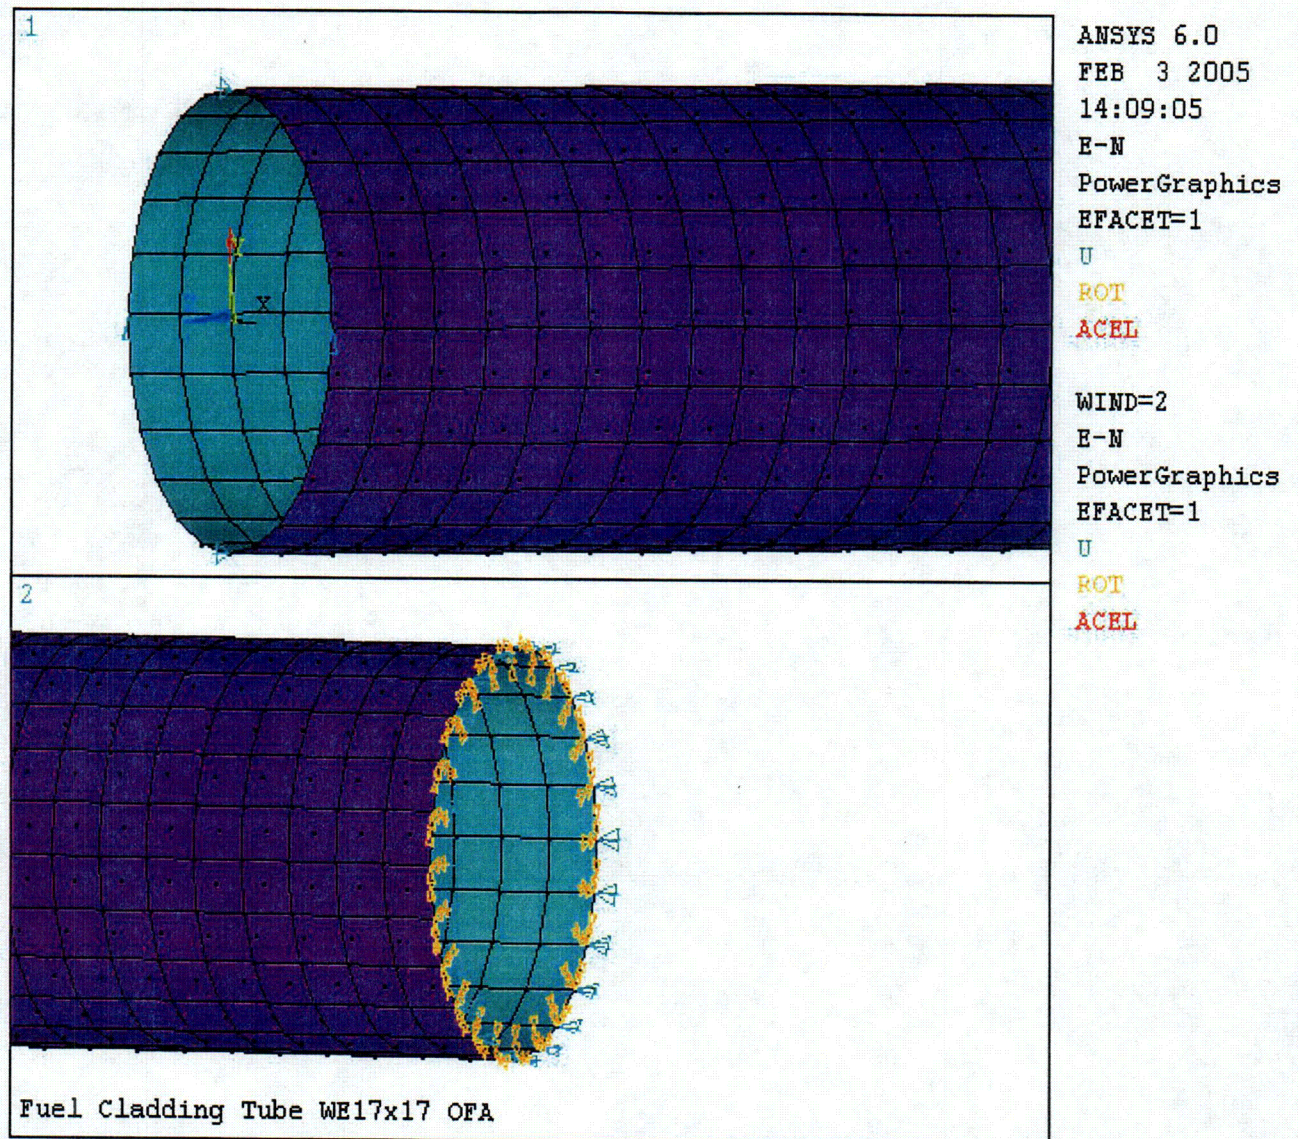 1
ANSYS 6.0
FEB 3 2005
14:09:05
E-N
PowerGraphics
EFACET=1
U
ROT
ACEL
X
WIND=2
E-N
PowerGraphics
EFACET=1
U
ROT
ACEL
2
Fuel Cladding Tube WE17x17 OFA